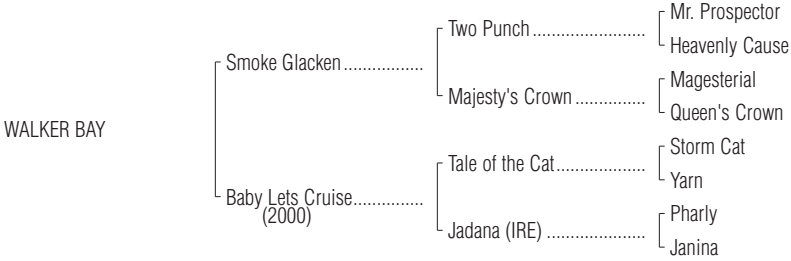 Mr. Prospector
Two Punch
Heavenly Cause
Smoke Glacken
Magesterial
Majesty's Crown
Queen's Crown
WALKER BAY
Storm Cat
Tale of the Cat
Yarn
Baby Lets Cruise
(2000)
Pharly
Jadana (IRE)
Janina